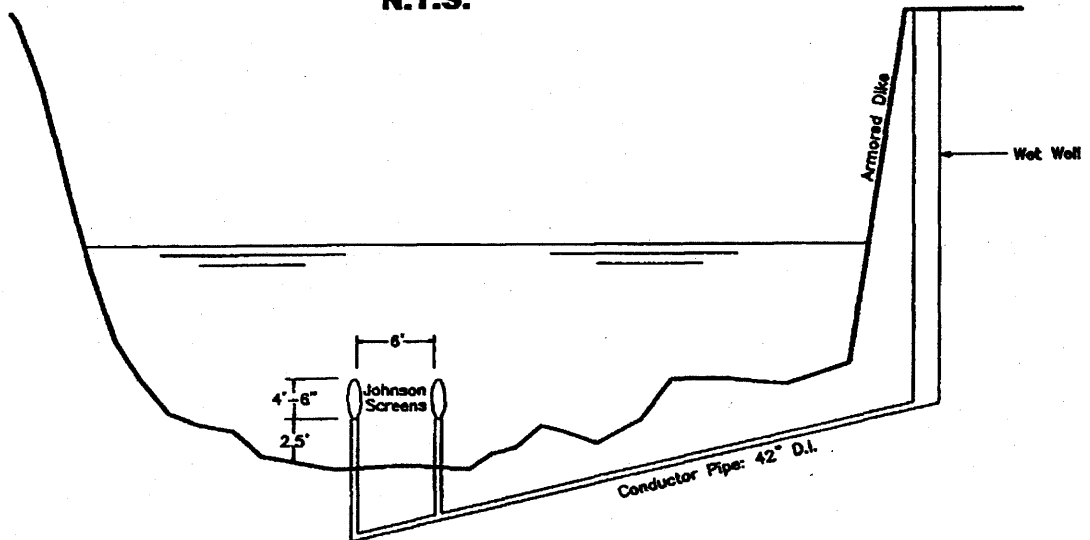 N.T.S.
Armored Dike
Wet Well
6'
Johnson
Screens
4'-6"
2.5'
Conductor Pipe: 42" D.I.